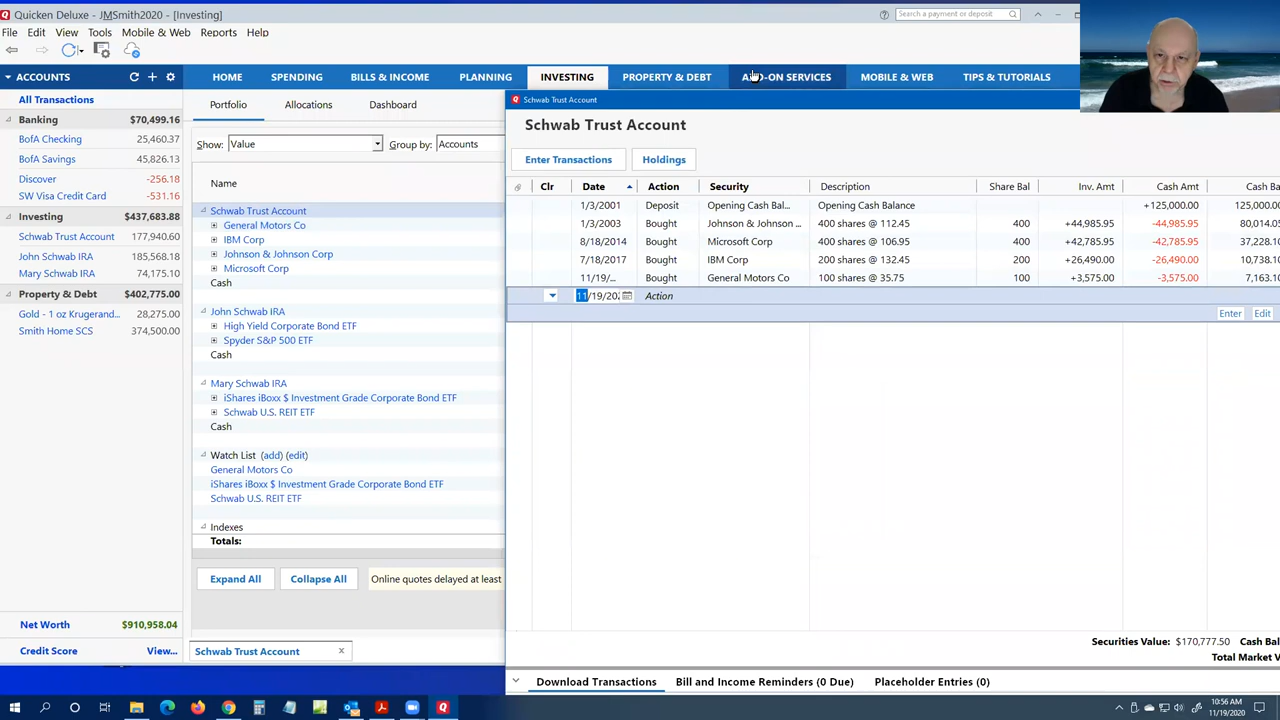 Quicken Deluxe - JMSmith2020 - [Investing]
Search a payment or deposit
File Edit View Tools Mobile & Web Reports Help
ACCOUNTS
HOME SPENDING BILLS & INCOME PLANNING INVESTING PROPERTY & DEBT ADD-ON SERVICES MOBILE & WEB TIPS & TUTORIALS
All Transactions
Banking $70,499.16
BofA Checking 25,460.37
BofA Savings 45,826.13
Discover -256.18
SW Visa Credit Card -531.16
Investing $437,683.88
Schwab Trust Account 177,940.60
John Schwab IRA 185,568.18
Mary Schwab IRA 74,175.10
Property & Debt $402,775.00
Gold - 1 oz Krugerand... 28,275.00
Smith Home SCS 374,500.00
Net Worth $910,958.04
Credit Score View...
Portfolio Allocations Dashboard
Show: Value Group by: Accounts
Name
Schwab Trust Account
General Motors Co
IBM Corp
Johnson & Johnson Corp
Microsoft Corp
Cash
John Schwab IRA
High Yield Corporate Bond ETF
Spyder S&P 500 ETF
Cash
Mary Schwab IRA
iShares iBoxx $ Investment Grade Corporate Bond ETF
Schwab U.S. REIT ETF
Cash
Watch List (add) (edit)
General Motors Co
iShares iBoxx $ Investment Grade Corporate Bond ETF
Schwab U.S. REIT ETF
Indexes
Totals:
Expand All Collapse All Online quotes delayed at least
Schwab Trust Account x
Schwab Trust Account
Schwab Trust Account
Enter Transactions Holdings
Clr Date Action Security Description Share Bal Inv. Amt Cash Amt Cash Ba
1/3/2001 Deposit Opening Cash Bal... Opening Cash Balance +125,000.00 125,000.0
1/3/2003 Bought Johnson & Johnson ... 400 shares @ 112.45 400 +44,985.95 -44,985.95 80,014.0
8/18/2014 Bought Microsoft Corp 400 shares @ 106.95 400 +42,785.95 -42,785.95 37,228.1
7/18/2017 Bought IBM Corp 200 shares @ 132.45 200 +26,490.00 -26,490.00 10,738.1
11/19/... Bought General Motors Co 100 shares @ 35.75 100 +3,575.00 -3,575.00 7,163.1
11/19/202 Action
Enter Edit
Securities Value: $170,777.50 Cash Bal
Total Market V
Download Transactions Bill and Income Reminders (0 Due) Placeholder Entries (0)
10:56 AM
11/19/2020